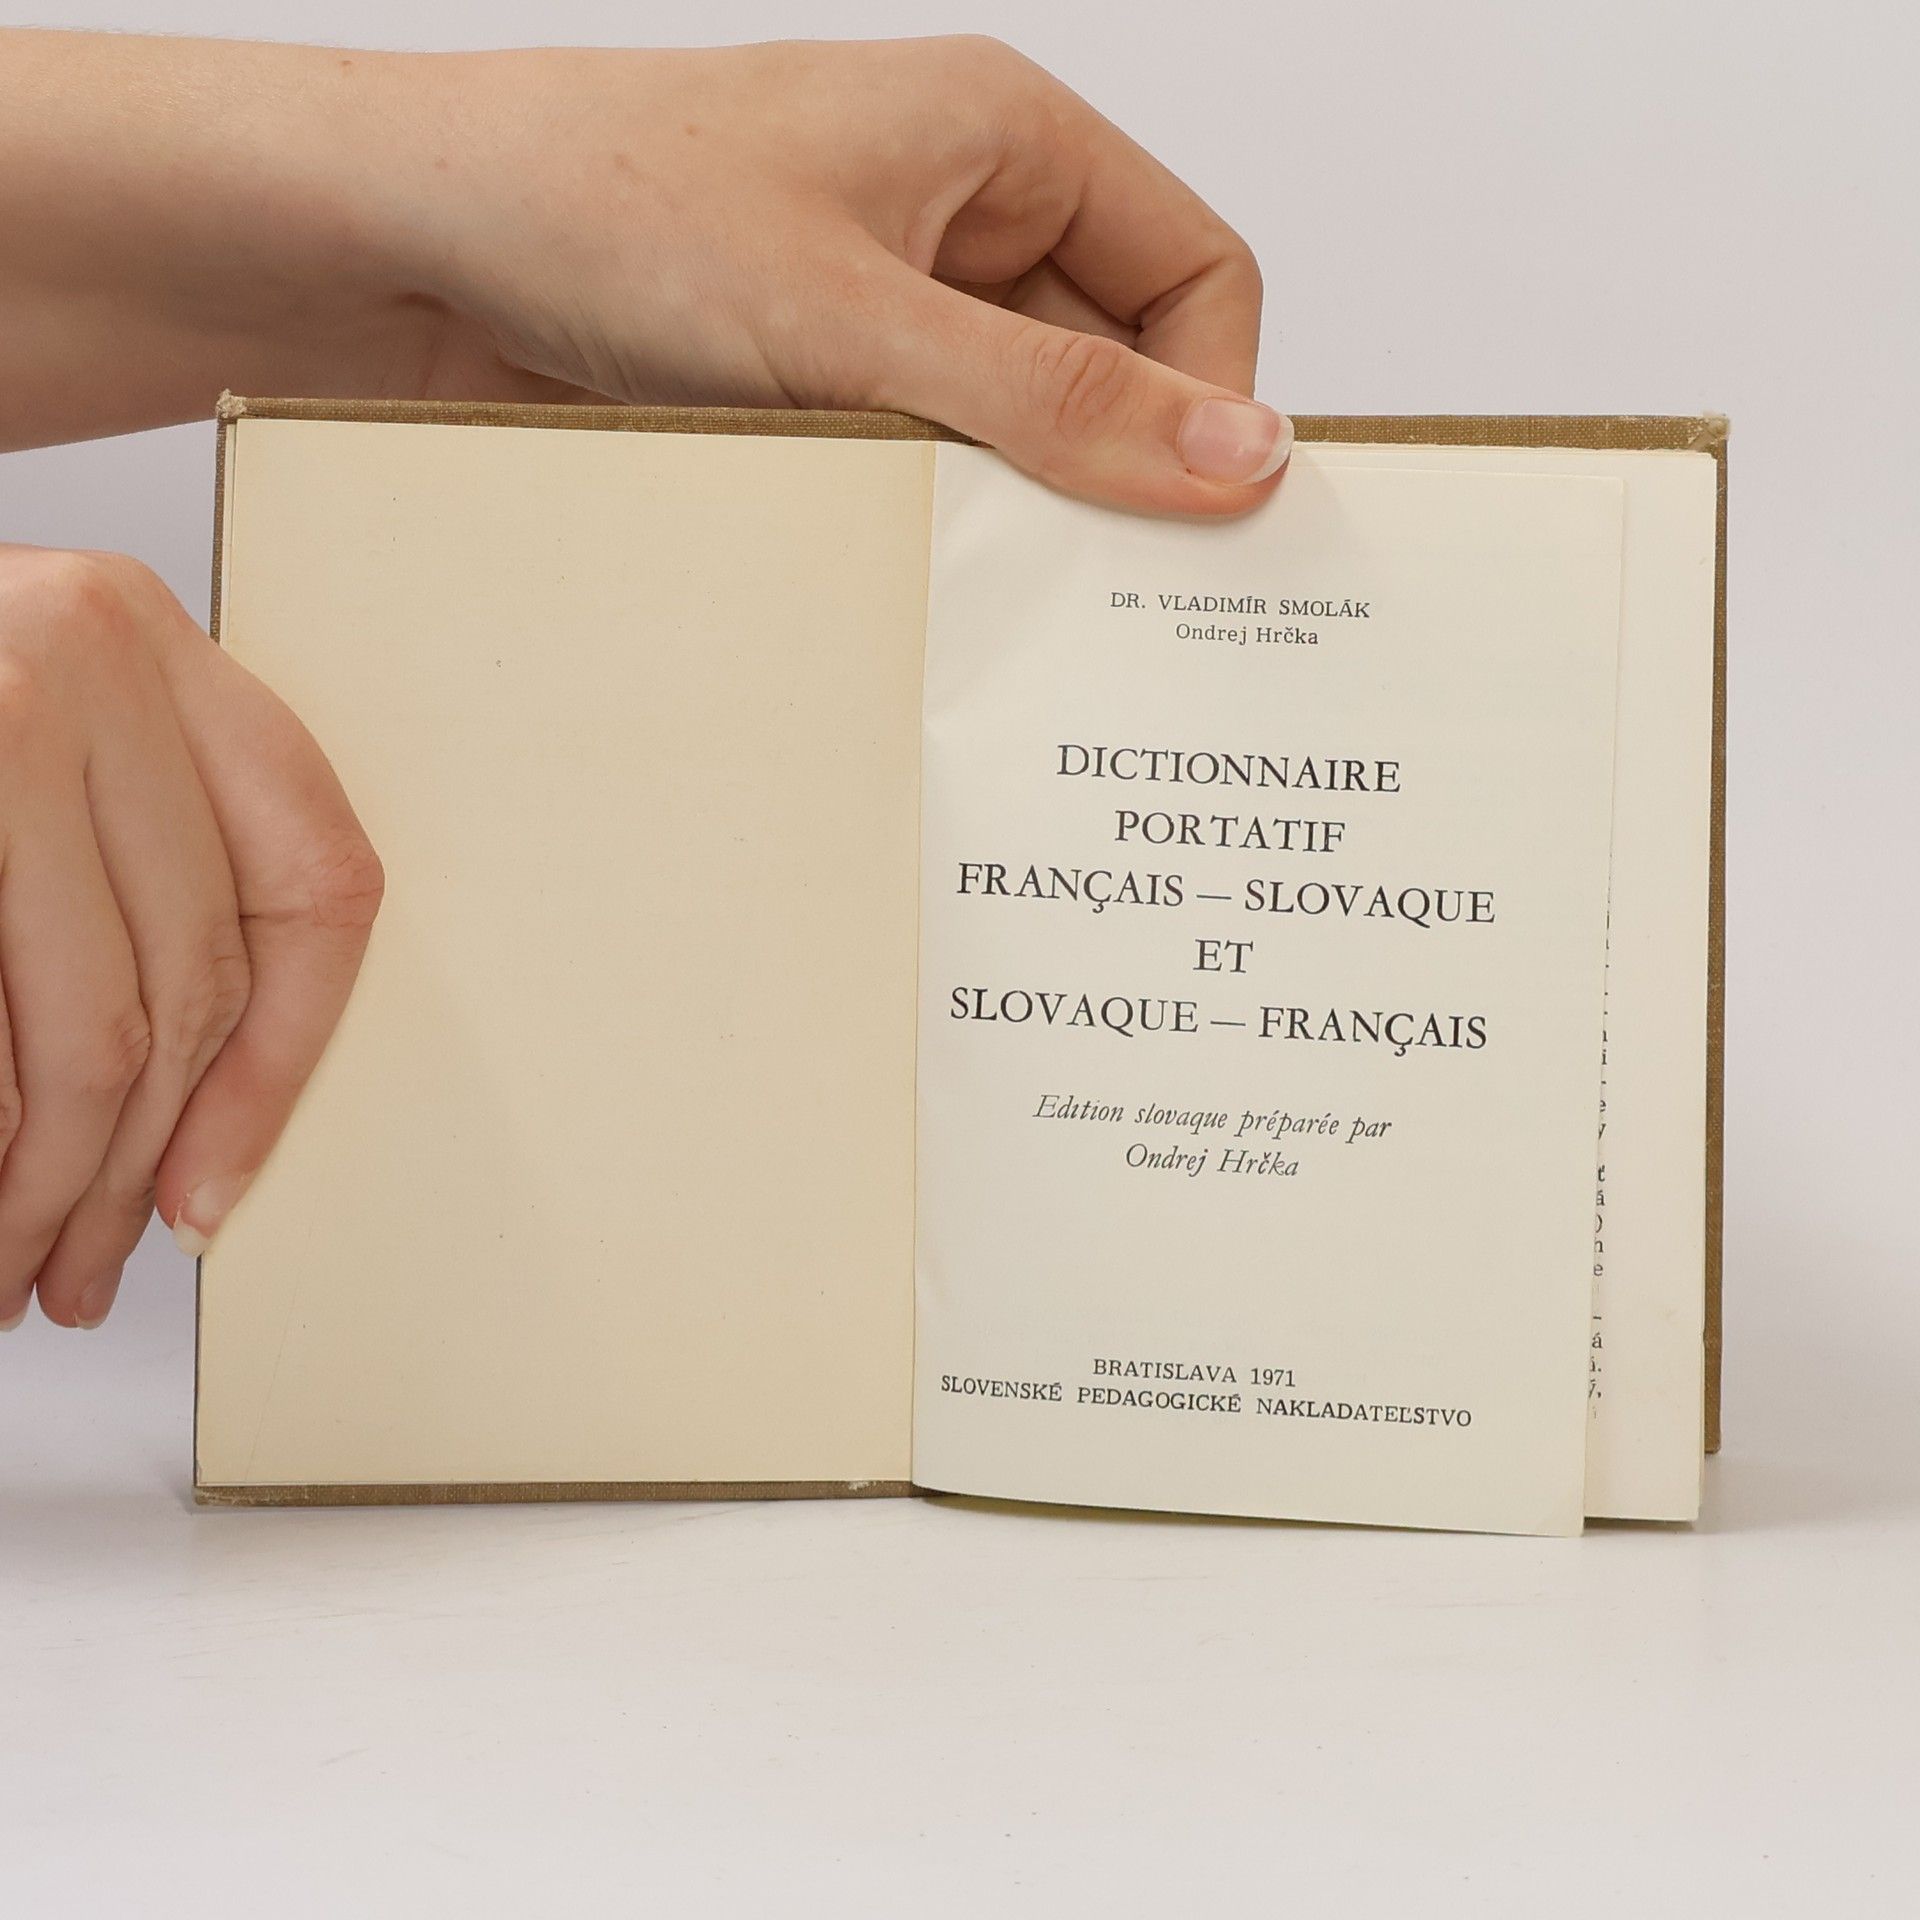 DR. VLADIMÍR SMOLÁK
Ondrej Hrčka
DICTIONNAIRE
PORTATIF
FRANÇAIS — SLOVAQUE
ET
SLOVAQUE — FRANÇAIS
Edition slovaque préparée par
Ondrej Hrčka
BRATISLAVA 1971
SLOVENSKÉ PEDAGOGICKÉ NAKLADATEĽSTVO